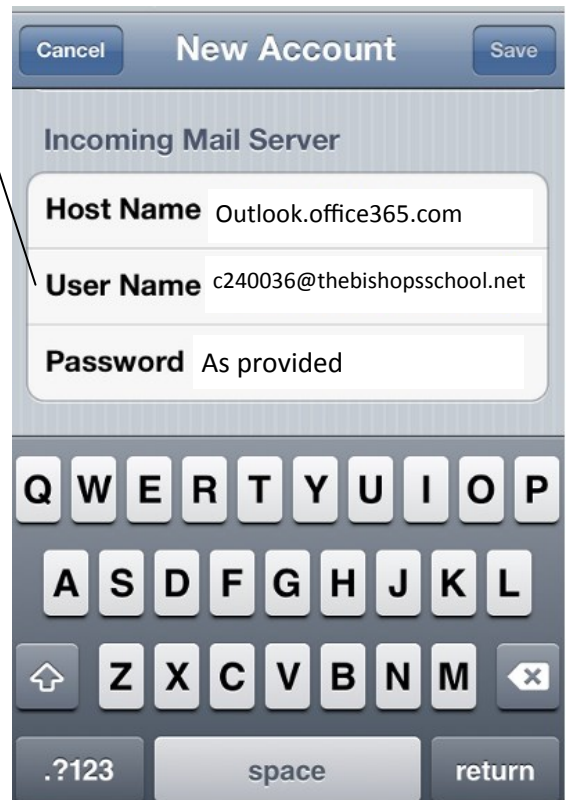 Cancel New Account Save
Incoming Mail Server
Host Name Outlook.office365.com
User Name c240036@thebishopsschool.net
Password As provided
Q W E R T Y U I O P
A S D F G H J K L
Z X C V B N M
.?123 space return